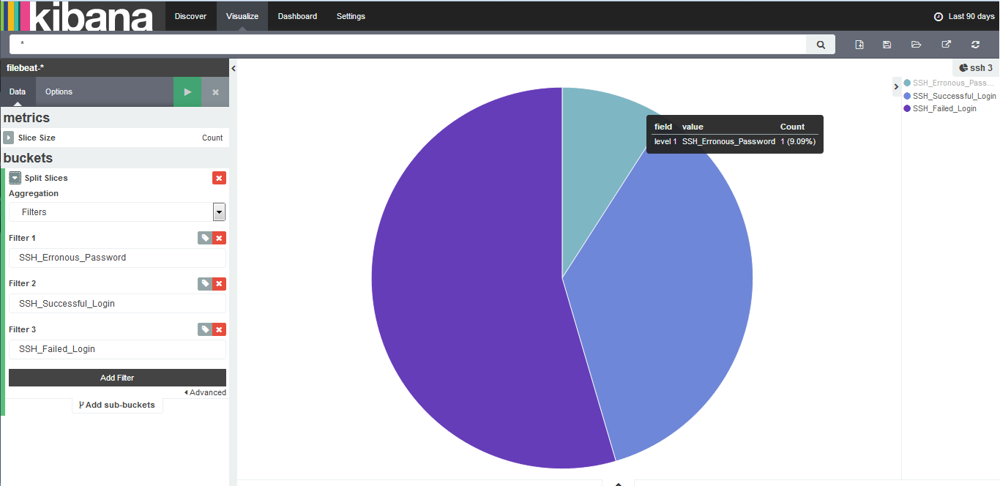 kibana
Discover
Visualize
Dashboard
Settings
Last 90 days
*
filebeat-*
Data
Options
ssh 3
SSH_Erronous_Pass...
SSH_Successful_Login
SSH_Failed_Login
metrics
Slice Size
Count
buckets
Split Slices
Aggregation
Filters
Filter 1
SSH_Erronous_Password
Filter 2
SSH_Successful_Login
Filter 3
SSH_Failed_Login
Add Filter
Advanced
Add sub-buckets
field value Count
level 1 SSH_Erronous_Password 1 (9.09%)